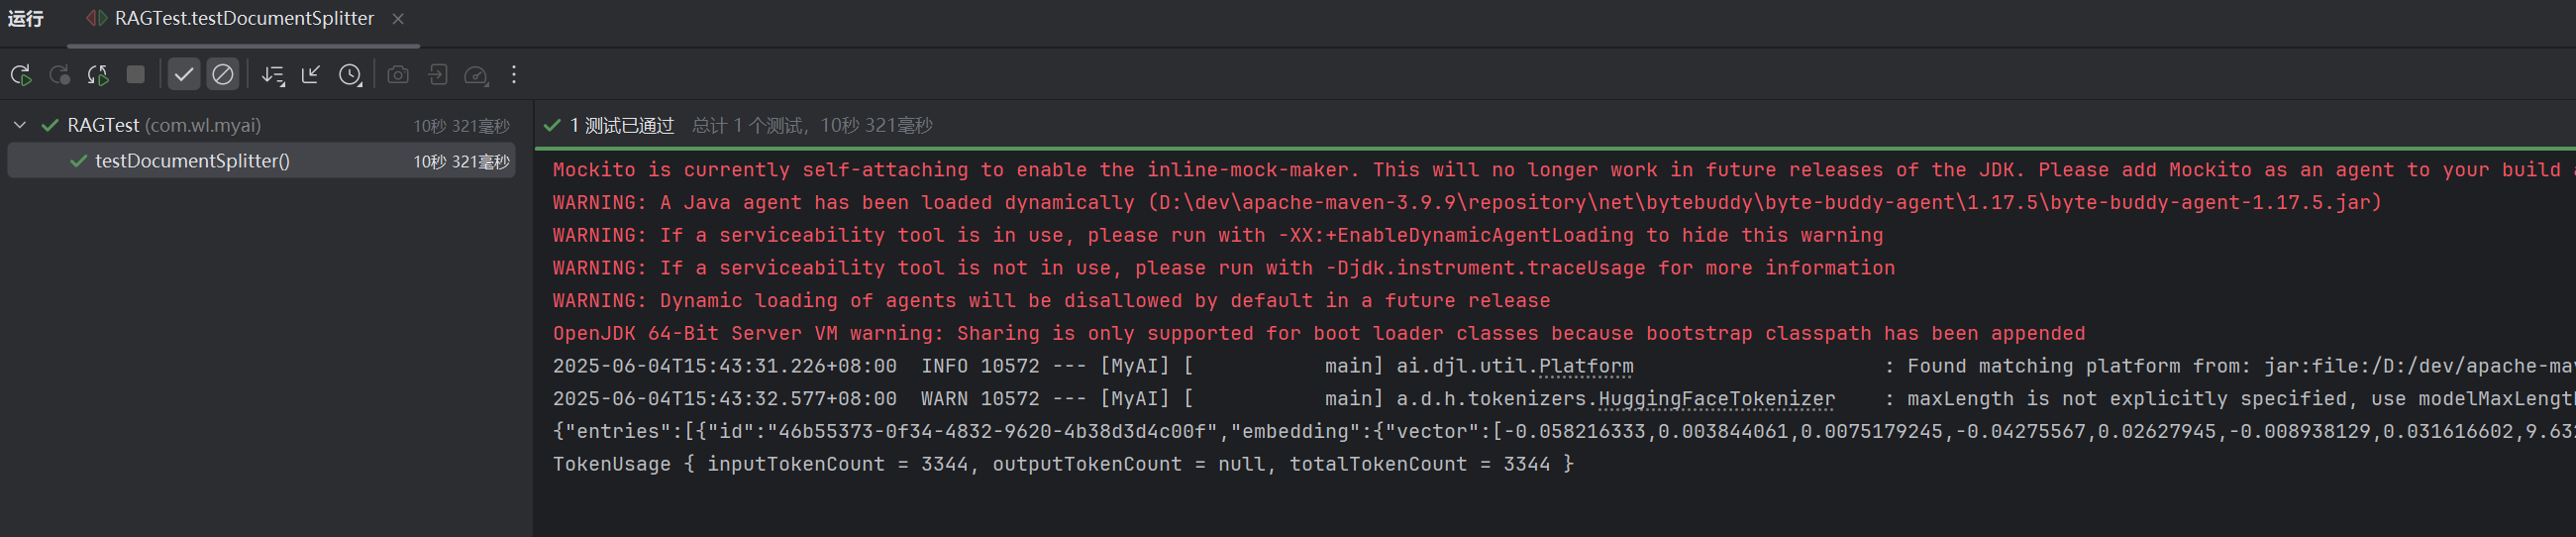 运行 RAGTest.testDocumentSplitter
RAGTest (com.wl.myai) 10秒 321毫秒
testDocumentSplitter() 10秒 321毫秒
1 测试已通过 总计 1 个测试，10秒 321毫秒
Mockito is currently self-attaching to enable the inline-mock-maker. This will no longer work in future releases of the JDK. Please add Mockito as an agent to your build
WARNING: A Java agent has been loaded dynamically (D:\dev\apache-maven-3.9.9\repository\net\bytebuddy\byte-buddy-agent\1.17.5\byte-buddy-agent-1.17.5.jar)
WARNING: If a serviceability tool is in use, please run with -XX:+EnableDynamicAgentLoading to hide this warning
WARNING: If a serviceability tool is not in use, please run with -Djdk.instrument.traceUsage for more information
WARNING: Dynamic loading of agents will be disallowed by default in a future release
OpenJDK 64-Bit Server VM warning: Sharing is only supported for boot loader classes because bootstrap classpath has been appended
2025-06-04T15:43:31.226+08:00  INFO 10572 --- [MyAI] [           main] ai.djl.util.Platform                     : Found matching platform from: jar:file:/D:/dev/apache-ma
2025-06-04T15:43:32.577+08:00  WARN 10572 --- [MyAI] [           main] a.d.h.tokenizers.HuggingFaceTokenizer    : maxLength is not explicitly specified, use modelMaxLength
{"entries":[{"id":"46b55373-0f34-4832-9620-4b38d3d4c00f","embedding":{"vector":[-0.058216333,0.003844061,0.0075179245,-0.04275567,0.02627945,-0.008938129,0.031616602,9.63
TokenUsage { inputTokenCount = 3344, outputTokenCount = null, totalTokenCount = 3344 }